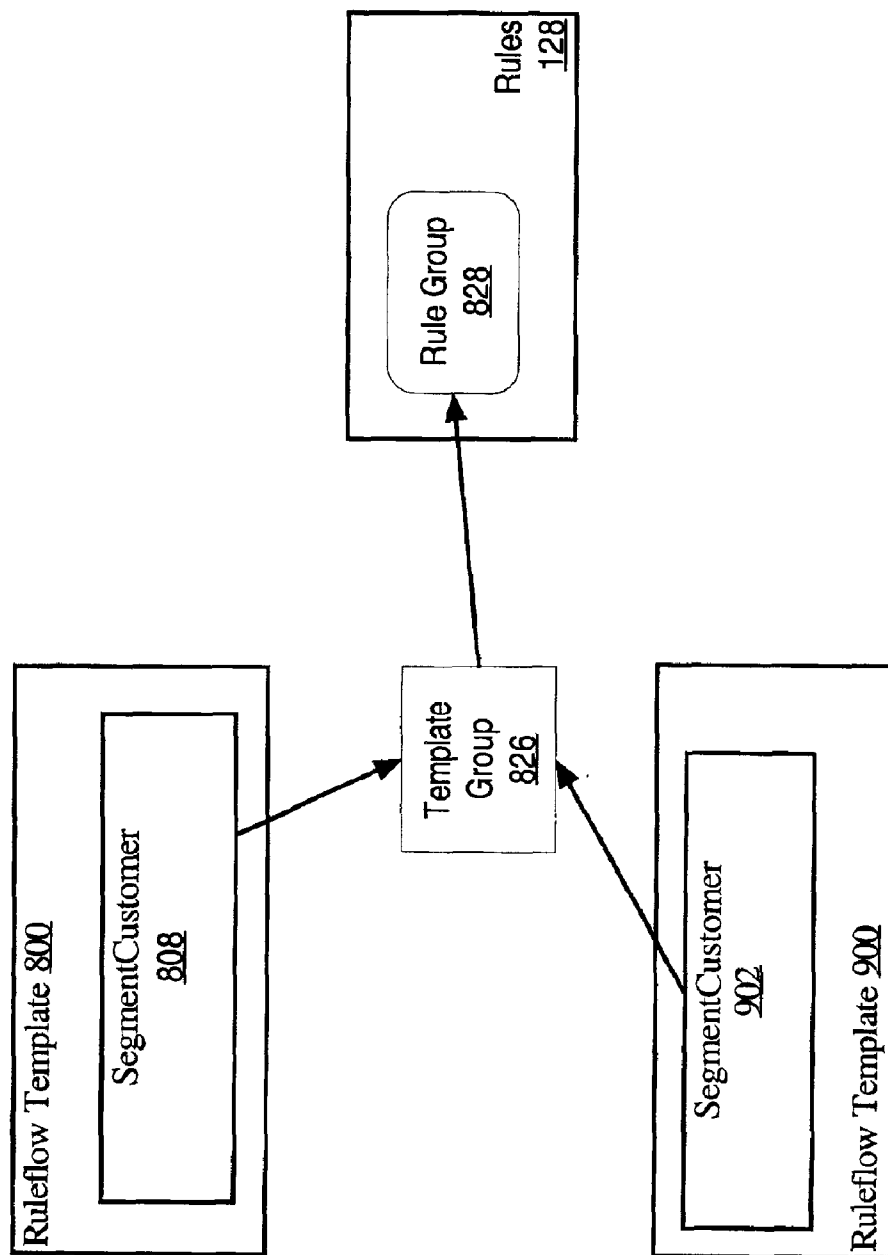 Ruleflow Template 800
SegmentCustomer
808
Template
Group
826
Rule Group
828
Rules
128
SegmentCustomer
902
Ruleflow Template 900